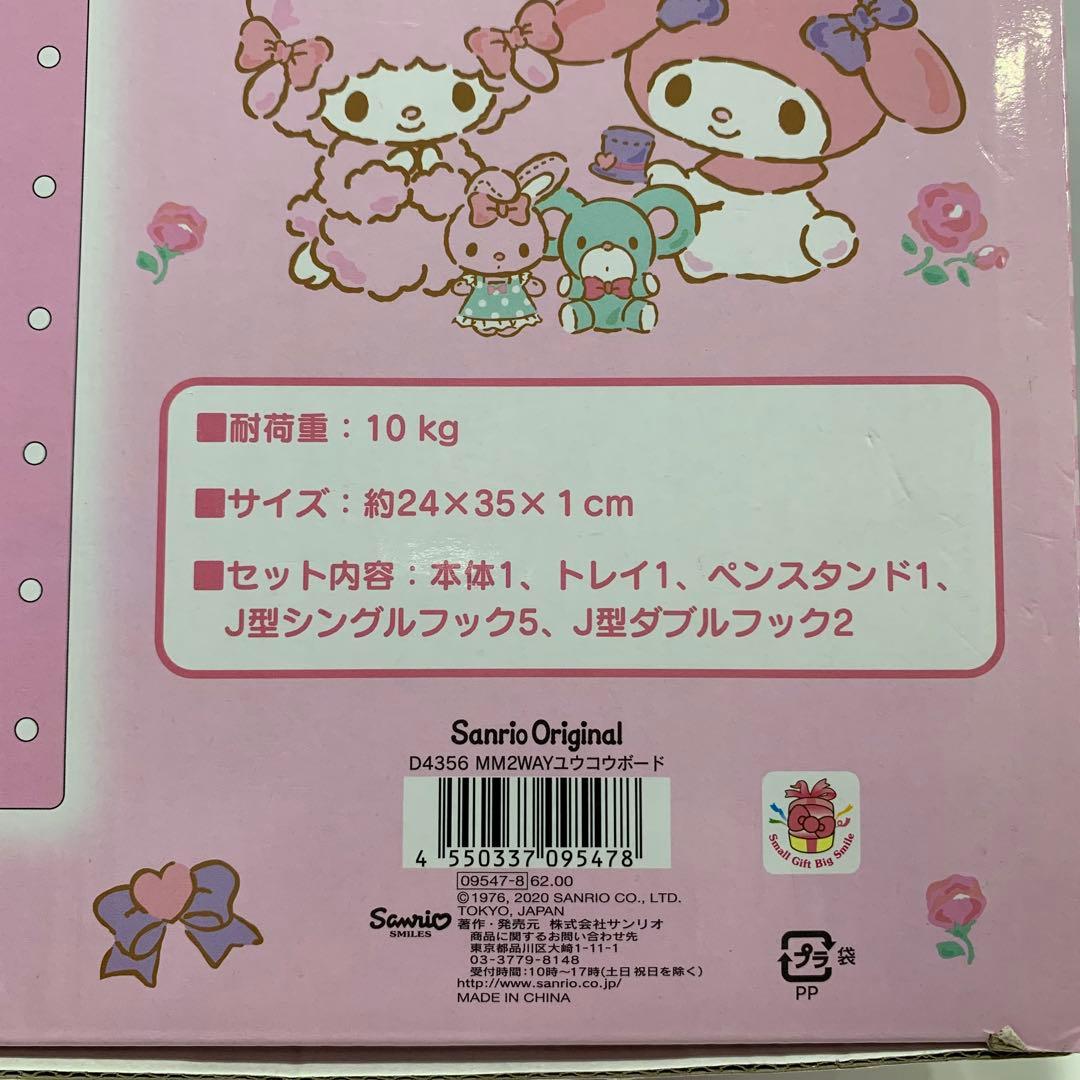 ■耐荷重：10 kg
■サイズ：約24×35×1cm
■セット内容：本体1、トレイ1、ペンスタンド1、
J型シングルフック5、J型ダブルフック2
Sanrio Original
D4356 MM2WAYユウコウボード
4 550337 095478
09547-8 62.00
©1976, 2020 SANRIO CO., LTD.
TOKYO, JAPAN
著作・発売元 株式会社サンリオ
商品に関するお問い合わせ先
東京都品川区大崎1-11-1
03-3779-8148
受付時間：10時～17時(土日祝日を除く)
http://www.sanrio.co.jp/
MADE IN CHINA
Sanrio
SMILES
Small Gift Big Smile
プラ
袋
PP